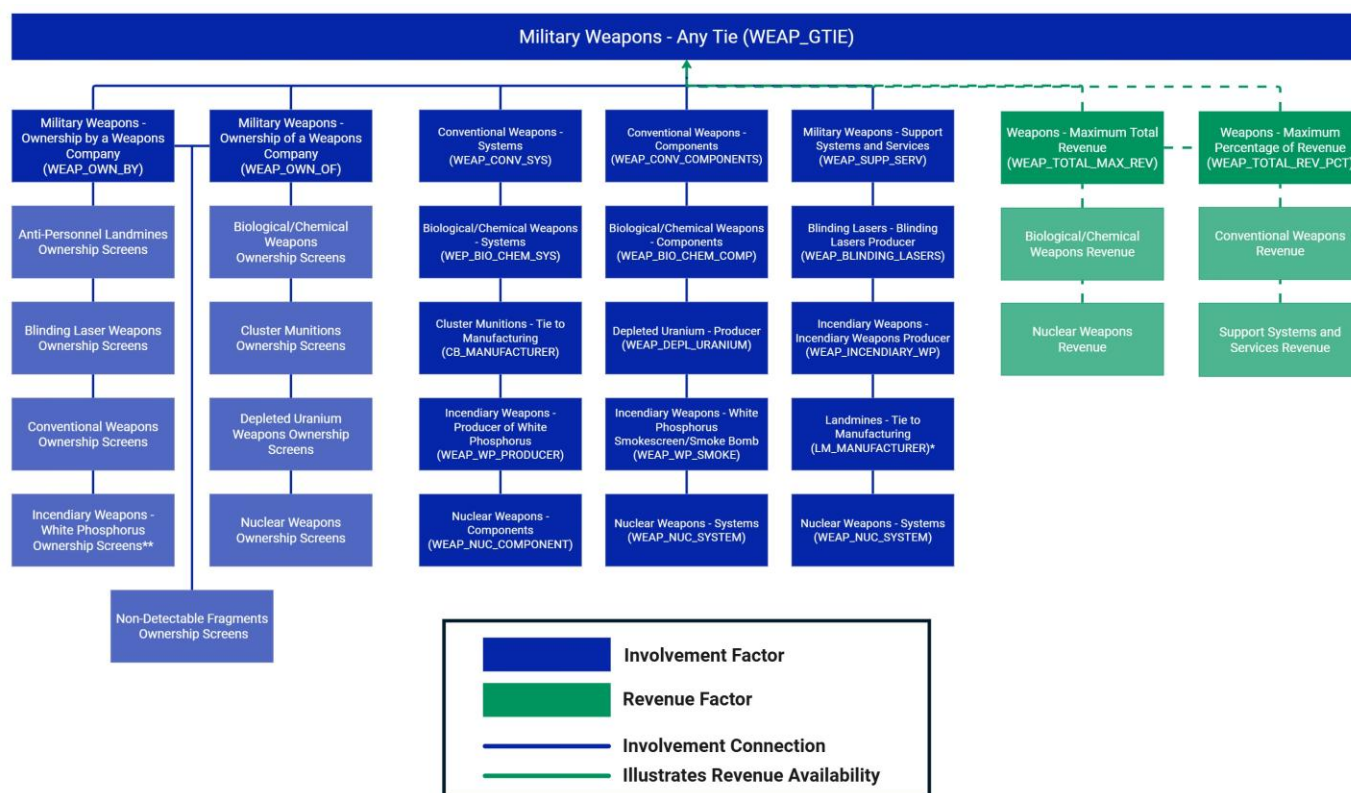 Military Weapons - Any Tie (WEAP_GTIE)
Military Weapons -
Ownership by a Weapons
Company
(WEAP_OWN_BY)
Military Weapons -
Ownership of a Weapons
Company
(WEAP_OWN_OF)
Conventional Weapons -
Systems
(WEAP_CONV_SYS)
Conventional Weapons -
Components
(WEAP_CONV_COMPONENTS)
Military Weapons - Support
Systems and Services
(WEAP_SUPP_SERV)
Weapons - Maximum Total
Revenue
(WEAP_TOTAL_MAX_REV)
Weapons - Maximum
Percentage of Revenue
(WEAP_TOTAL_REV_PCT)
Anti-Personnel Landmines
Ownership Screens
Biological/Chemical
Weapons
Ownership Screens
Biological/Chemical Weapons
- Systems
(WEP_BIO_CHEM_SYS)
Biological/Chemical Weapons
- Components
(WEAP_BIO_CHEM_COMP)
Blinding Lasers - Blinding
Lasers Producer
(WEAP_BLINDING_LASERS)
Biological/Chemical
Weapons Revenue
Conventional Weapons
Revenue
Blinding Laser Weapons
Ownership Screens
Cluster Munitions
Ownership Screens
Cluster Munitions - Tie to
Manufacturing
(CB_MANUFACTURER)
Depleted Uranium - Producer
(WEAP_DEPL_URANIUM)
Incendiary Weapons -
Incendiary Weapons Producer
(WEAP_INCENDIARY_WP)
Nuclear Weapons
Revenue
Support Systems and
Services Revenue
Conventional Weapons
Ownership Screens
Depleted Uranium
Weapons Ownership
Screens
Incendiary Weapons -
Producer of White
Phosphorus
(WEAP_WP_PRODUCER)
Incendiary Weapons - White
Phosphorus
Smokescreen/Smoke Bomb
(WEAP_WP_SMOKE)
Landmines - Tie to
Manufacturing
(LM_MANUFACTURER)*
Incendiary Weapons -
White Phosphorus
Ownership Screens**
Nuclear Weapons
Ownership Screens
Nuclear Weapons -
Components
(WEAP_NUC_COMPONENT)
Nuclear Weapons - Systems
(WEAP_NUC_SYSTEM)
Nuclear Weapons - Systems
(WEAP_NUC_SYSTEM)
Non-Detectable Fragments
Ownership Screens
Involvement Factor
Revenue Factor
Involvement Connection
Illustrates Revenue Availability